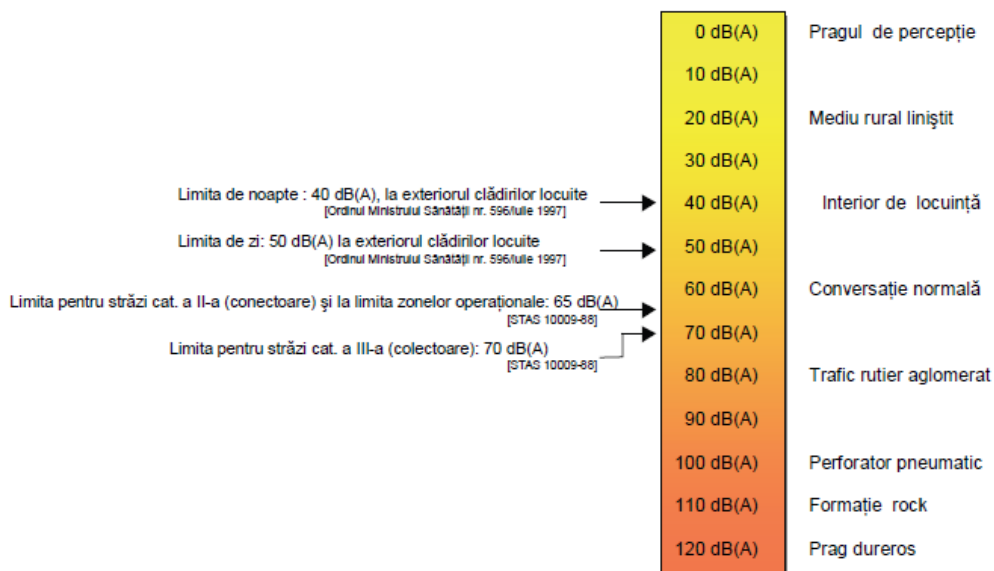 0 dB(A) Pragul de percepție
10 dB(A)
20 dB(A) Mediu rural liniştit
30 dB(A)
Limita de noapte : 40 dB(A), la exteriorul clădirilor locuite
[Ordinul Ministrului Sănătăţii nr. 596/iulie 1997]
40 dB(A) Interior de locuință
Limita de zi: 50 dB(A) la exteriorul clădirilor locuite
[Ordinul Ministrului Sănătăţii nr. 596/iulie 1997]
50 dB(A)
60 dB(A) Conversație normală
Limita pentru străzi cat. a II-a (conectoare) şi la limita zonelor operaționale: 65 dB(A)
[STAS 10009-88]
70 dB(A)
Limita pentru străzi cat. a III-a (colectoare): 70 dB(A)
[STAS 10009-88]
80 dB(A) Trafic rutier aglomerat
90 dB(A)
100 dB(A) Perforator pneumatic
110 dB(A) Formație rock
120 dB(A) Prag dureros